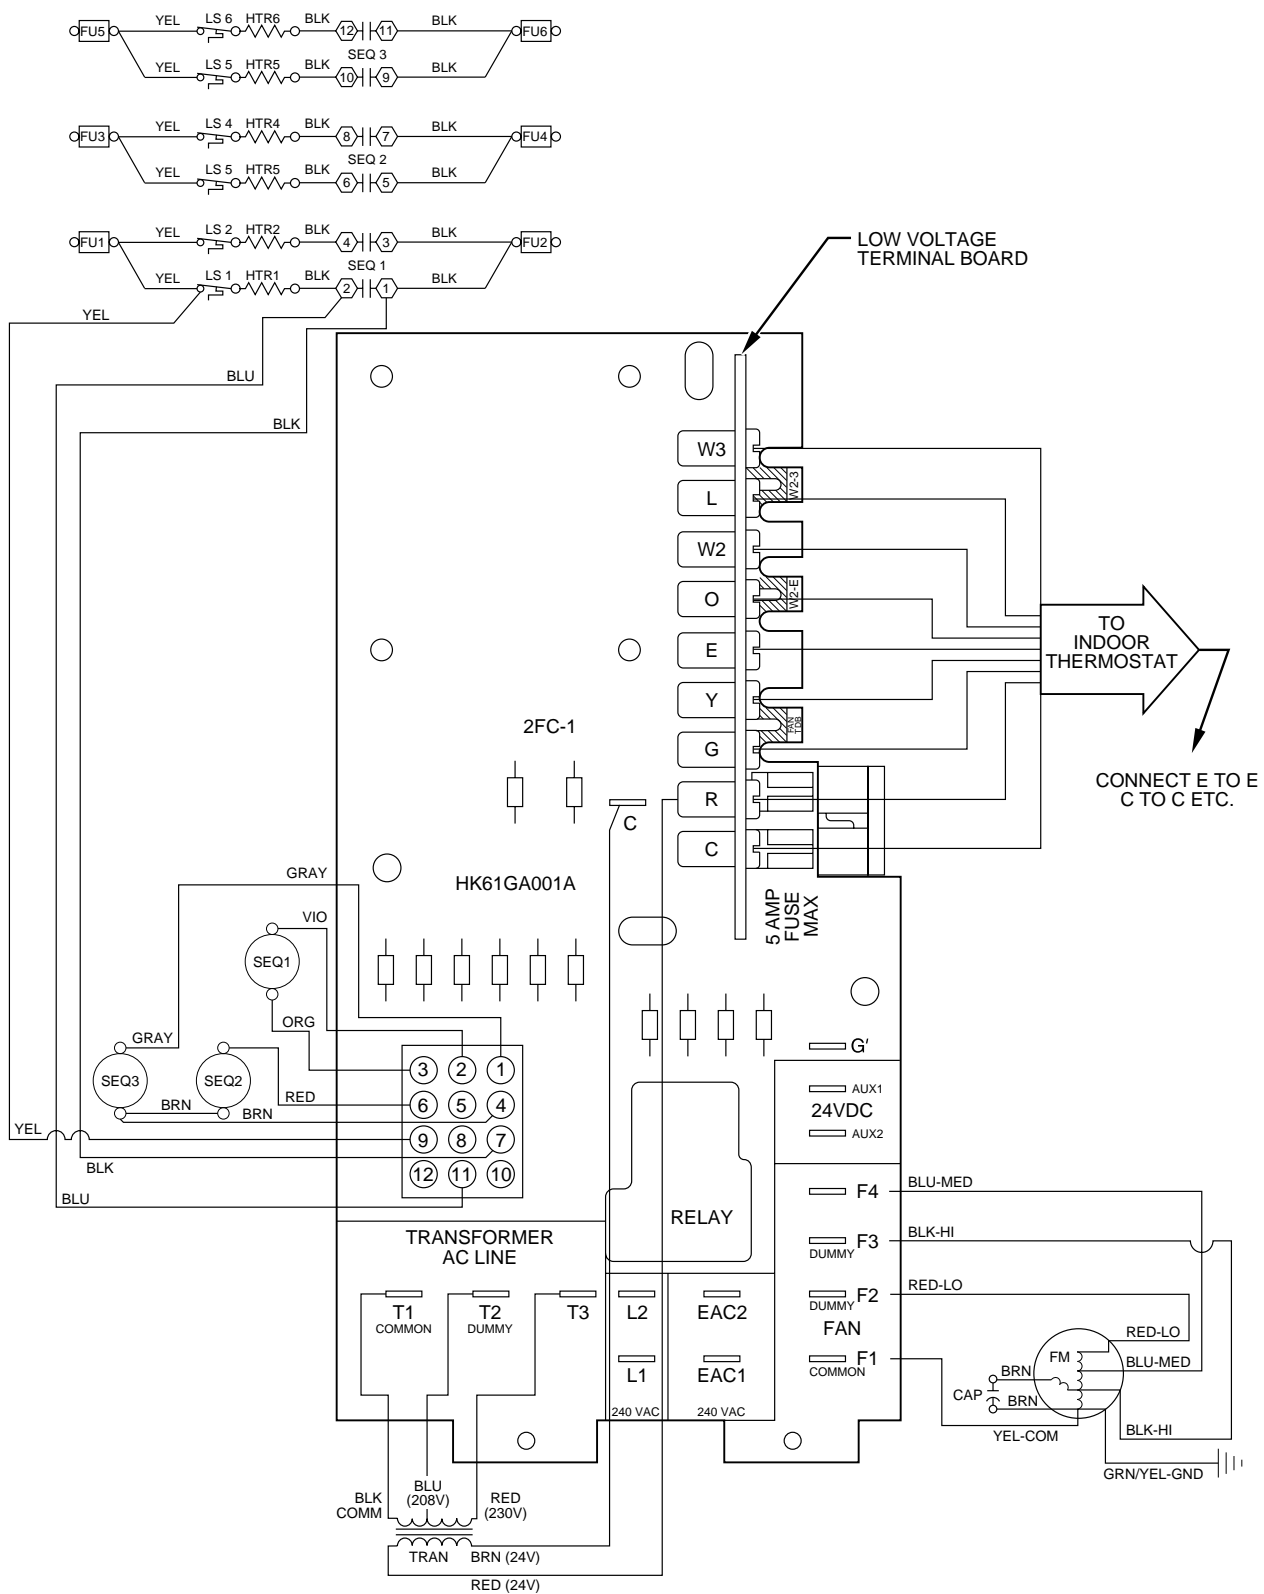 FU5 YEL LS 6 HTR6 BLK 12 11 BLK FU6
SEQ 3
YEL LS 5 HTR5 BLK 10 9 BLK
FU3 YEL LS 4 HTR4 BLK 8 7 BLK FU4
SEQ 2
YEL LS 5 HTR5 BLK 6 5 BLK
FU1 YEL LS 2 HTR2 BLK 4 3 BLK FU2
SEQ 1
YEL LS 1 HTR1 BLK 2 1 BLK
YEL
BLU
BLK
LOW VOLTAGE
TERMINAL BOARD
W3
W2-3
L
W2
W2-E
O
E
Y
FAN
TDB
G
R
C
TO
INDOOR
THERMOSTAT
CONNECT E TO E
C TO C ETC.
2FC-1
C
HK61GA001A
5 AMP
FUSE
MAX
GRAY
VIO
SEQ1
ORG
GRAY
SEQ3
SEQ2
RED
BRN
BRN
YEL
BLK
BLU
3 2 1
6 5 4
9 8 7
12 11 10
G'
AUX1
24VDC
AUX2
RELAY
TRANSFORMER
AC LINE
T1
COMMON
T2
DUMMY
T3
L2
L1
240 VAC
EAC2
EAC1
240 VAC
F4
F3
DUMMY
F2
DUMMY
FAN
F1
COMMON
BLU-MED
BLK-HI
RED-LO
RED-LO
FM
BLU-MED
BRN
CAP
BRN
YEL-COM
BLK-HI
GRN/YEL-GND
BLK
COMM
BLU
(208V)
RED
(230V)
TRAN
BRN (24V)
RED (24V)